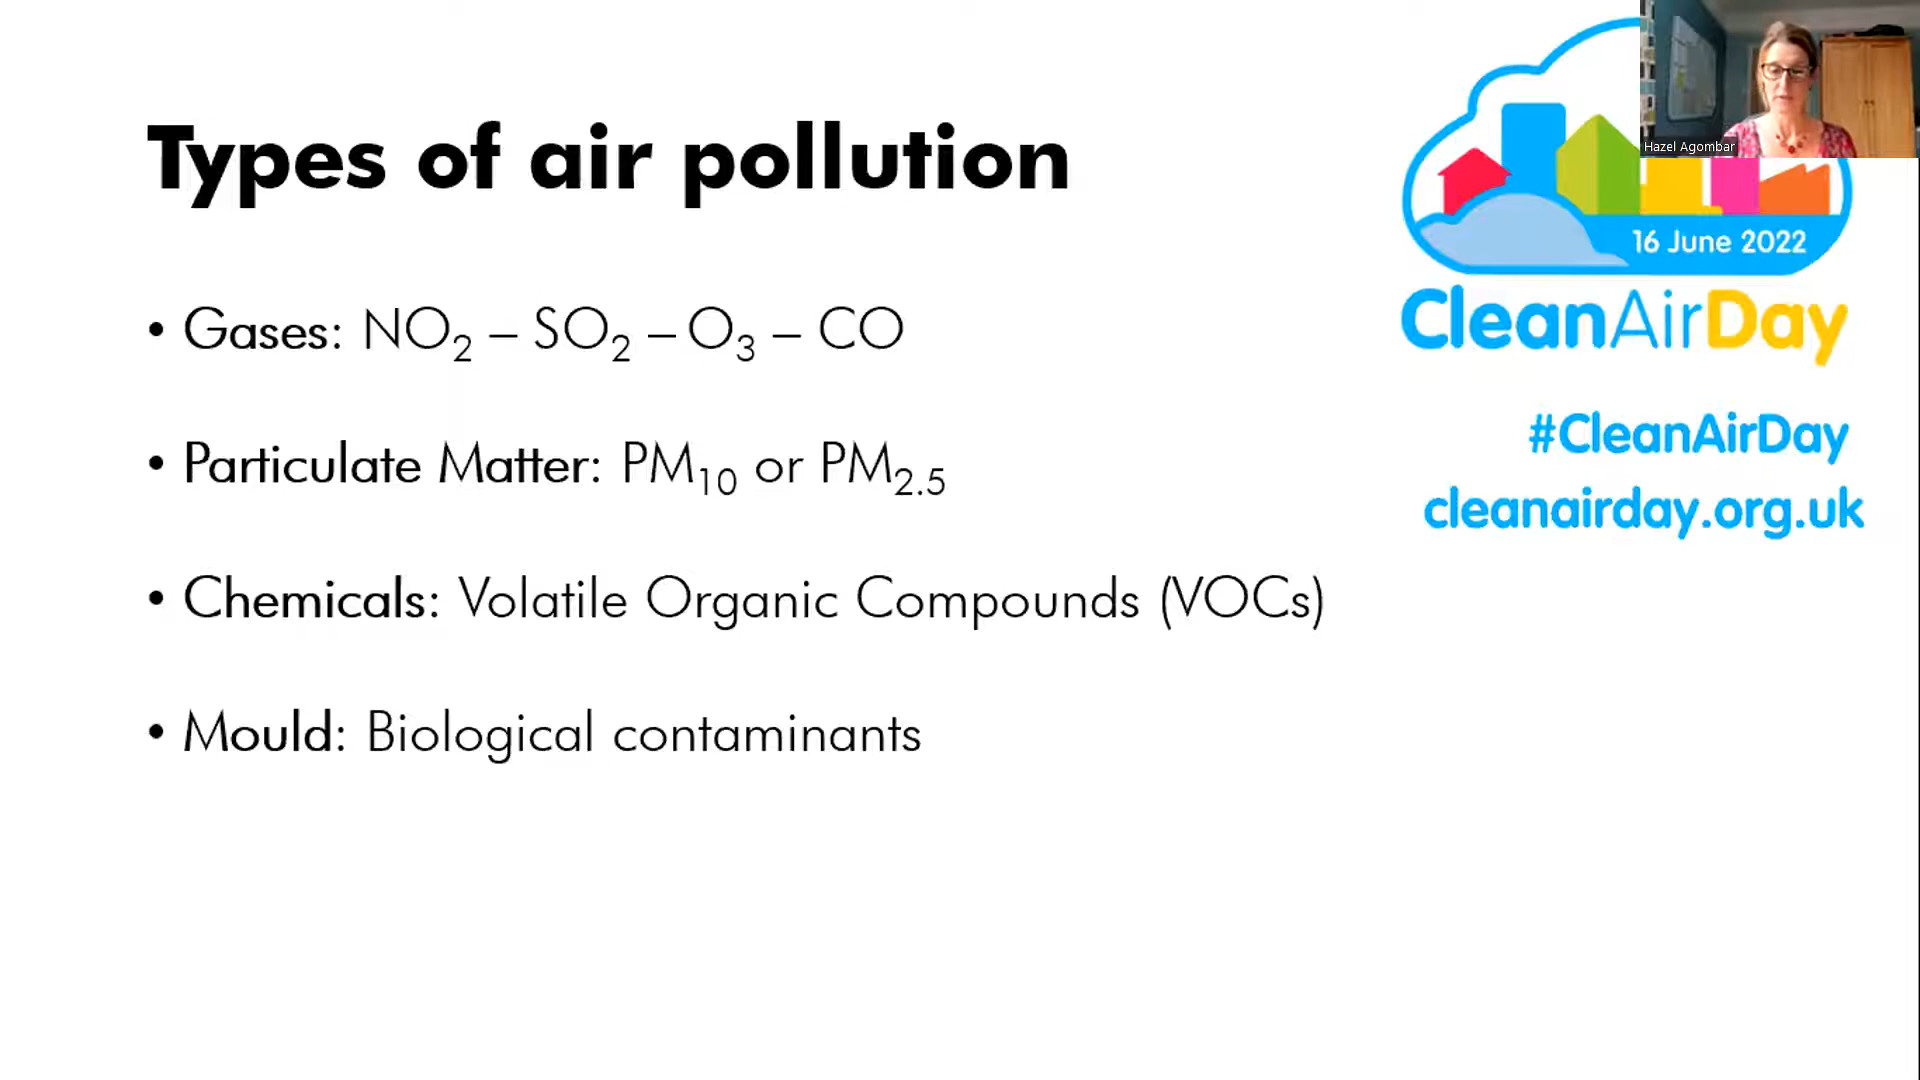 Types of air pollution
• Gases: NO₂ – SO₂ – O₃ – CO
• Particulate Matter: PM₁₀ or PM₂.₅
• Chemicals: Volatile Organic Compounds (VOCs)
• Mould: Biological contaminants
Hazel Agombar
16 June 2022
CleanAirDay
#CleanAirDay
cleanairday.org.uk